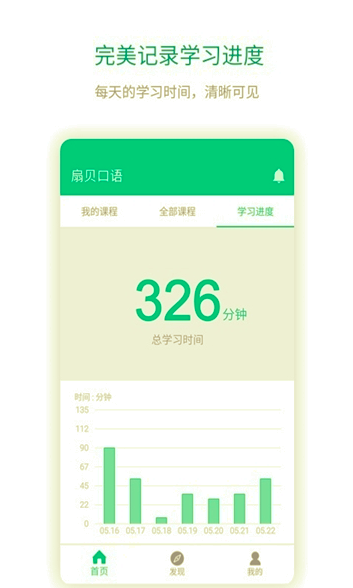 完美记录学习进度
每天的学习时间，清晰可见
扇贝口语
我的课程 全部课程 学习进度
326分钟
总学习时间
时间 : 分钟
135
112
90
67
45
22
0
05.16 05.17 05.18 05.19 05.20 05.21 05.22
首页 发现 我的